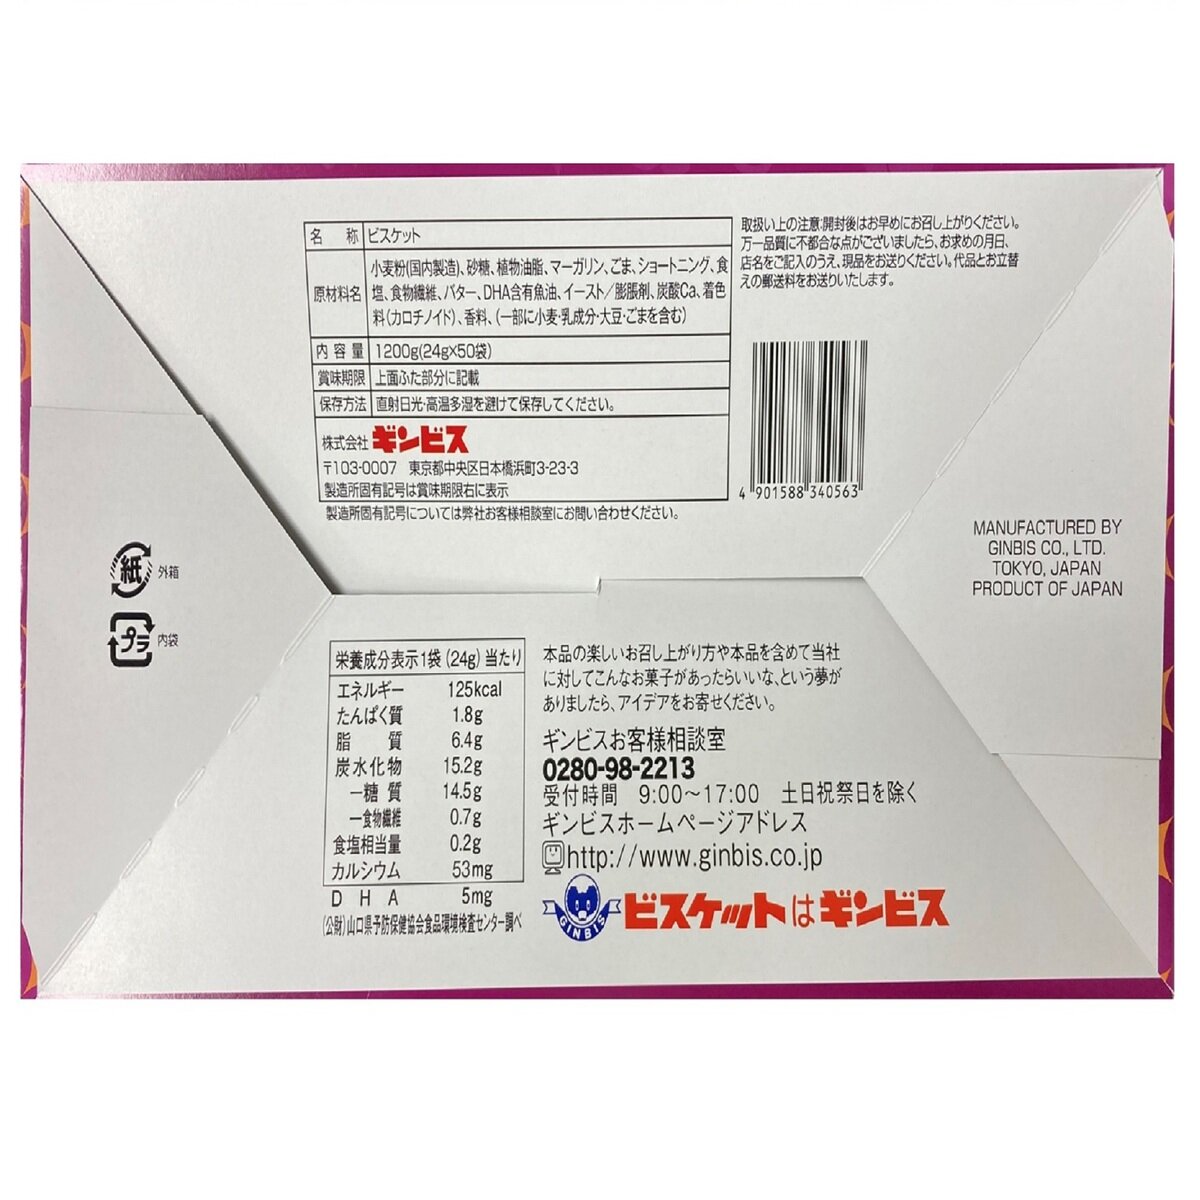 名称 ビスケット
原材料名 小麦粉(国内製造)、砂糖、植物油脂、マーガリン、ごま、ショートニング、食
塩、食物繊維、バター、DHA含有魚油、イースト／膨脹剤、炭酸Ca、着色
料(カロチノイド)、香料、(一部に小麦・乳成分・大豆・ごまを含む)
内容量 1200g(24g×50袋)
賞味期限 上面ふた部分に記載
保存方法 直射日光・高温多湿を避けて保存してください。
株式会社 ギンビス
〒103-0007 東京都中央区日本橋浜町3-23-3
製造所固有記号は賞味期限右に表示
製造所固有記号については弊社お客様相談室にお問い合わせください。
取扱い上の注意:開封後はお早めにお召し上がりください。
万一品質に不都合な点がございましたら、お求めの月日、
店名をご記入のうえ、現品をお送りください。代品とお立替
えの郵送料をお送りいたします。
4 901588 340563
MANUFACTURED BY
GINBIS CO., LTD.
TOKYO, JAPAN
PRODUCT OF JAPAN
紙 外箱
プラ 内袋
栄養成分表示1袋(24g)当たり
エネルギー 125kcal
たんぱく質 1.8g
脂質 6.4g
炭水化物 15.2g
－糖質 14.5g
－食物繊維 0.7g
食塩相当量 0.2g
カルシウム 53mg
DHA 5mg
(公財)山口県予防保健協会食品環境検査センター調べ
本品の楽しいお召し上がり方や本品を含めて当社
に対してこんなお菓子があったらいいな、という夢が
ありましたら、アイデアをお寄せください。
ギンビスお客様相談室
0280-98-2213
受付時間 9:00～17:00 土日祝祭日を除く
ギンビスホームページアドレス
http://www.ginbis.co.jp
GINBIS ビスケットはギンビス